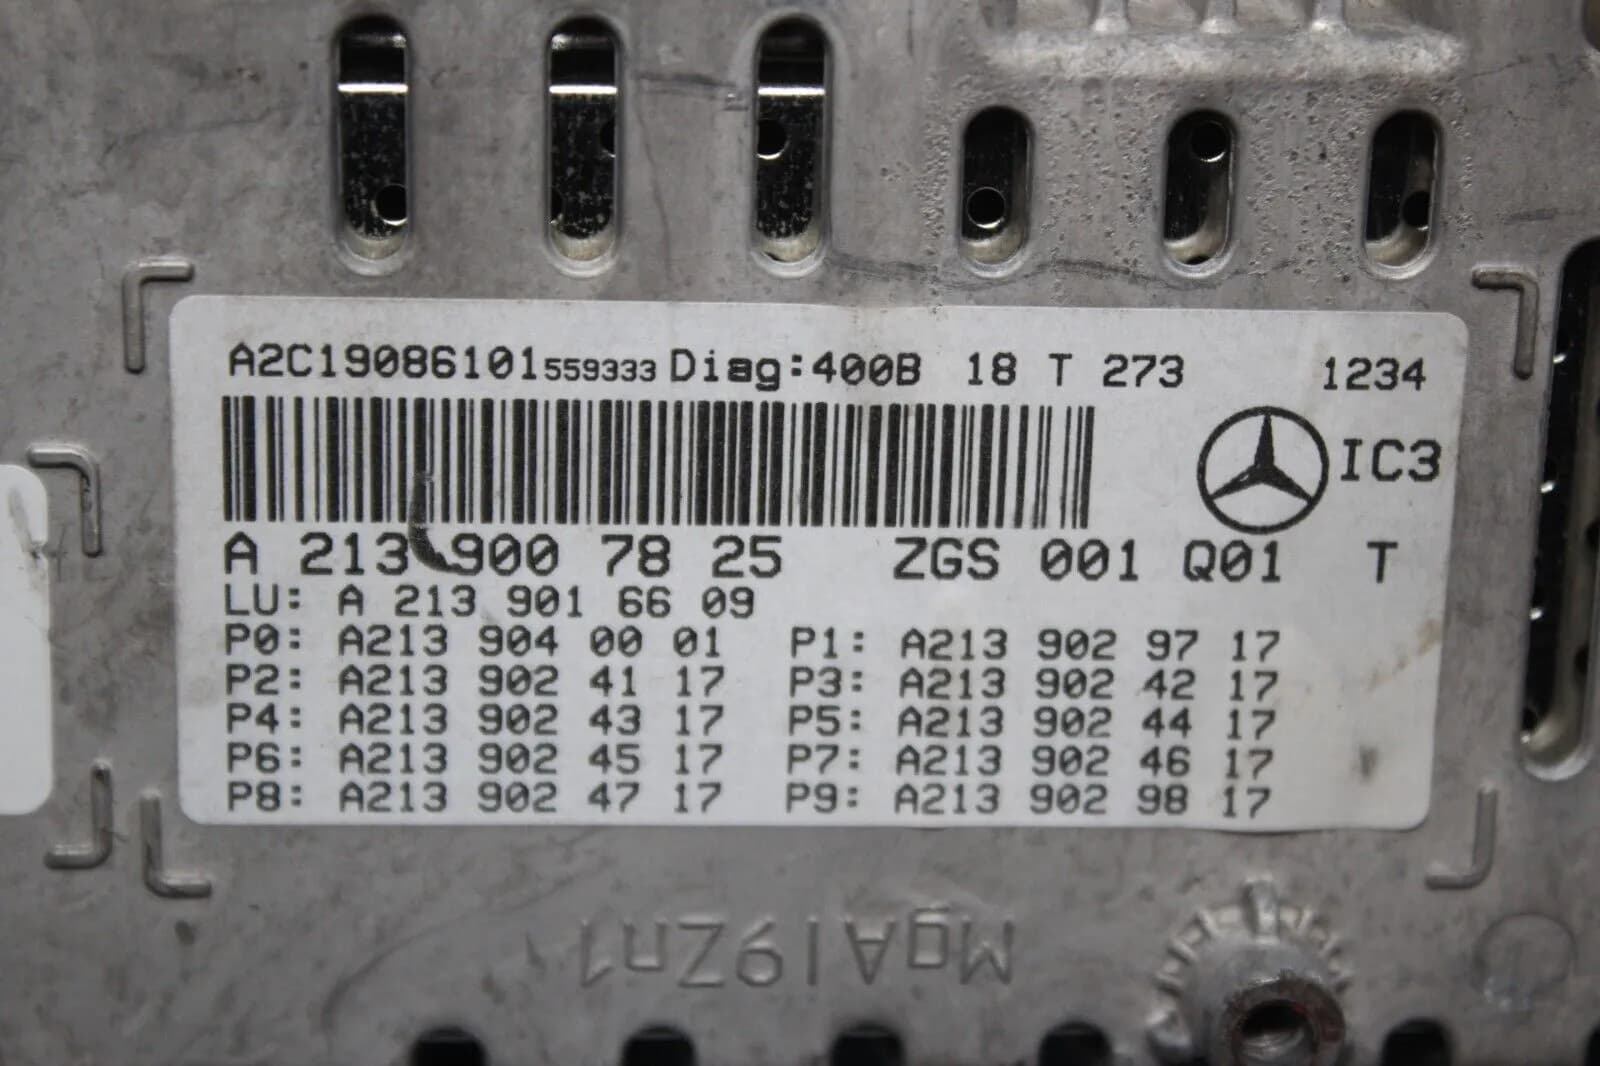 A2C19086101559333 Diag:400B 18 T 273 1234
IC3
A 213 900 78 25 ZGS 001 Q01 T
LU: A 213 901 66 09
P0: A213 904 00 01 P1: A213 902 97 17
P2: A213 902 41 17 P3: A213 902 42 17
P4: A213 902 43 17 P5: A213 902 44 17
P6: A213 902 45 17 P7: A213 902 46 17
P8: A213 902 47 17 P9: A213 902 98 17
MgAl9Zn1